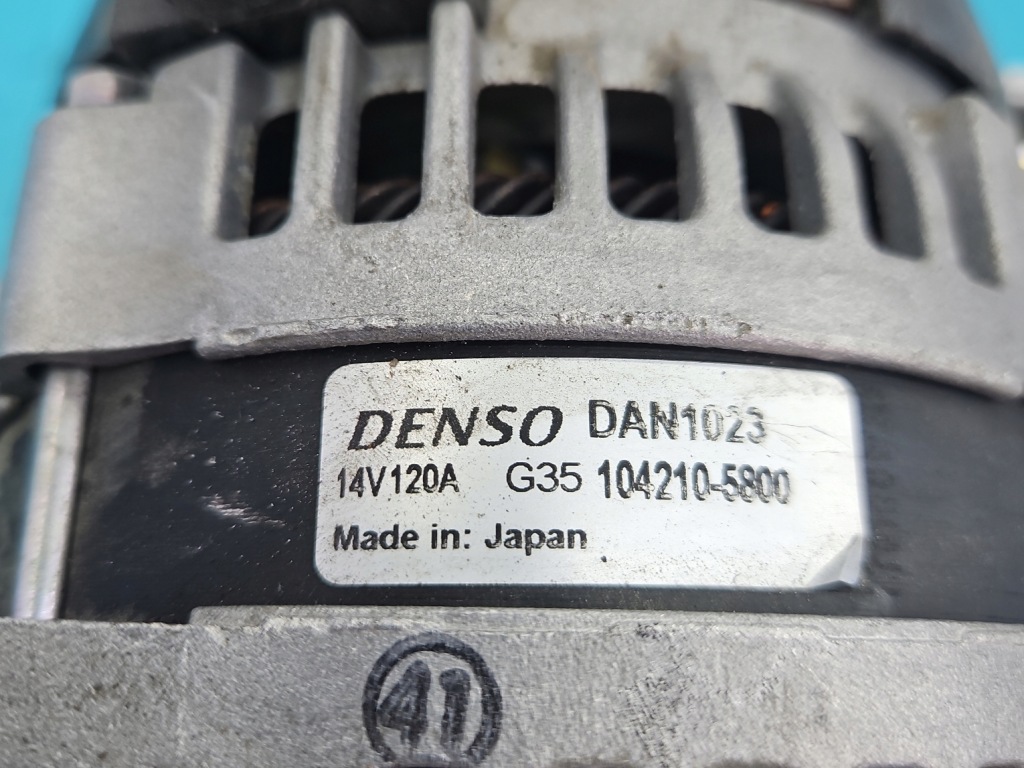 DENSO DAN1023
14V120A G35 104210-5800
Made in: Japan
41